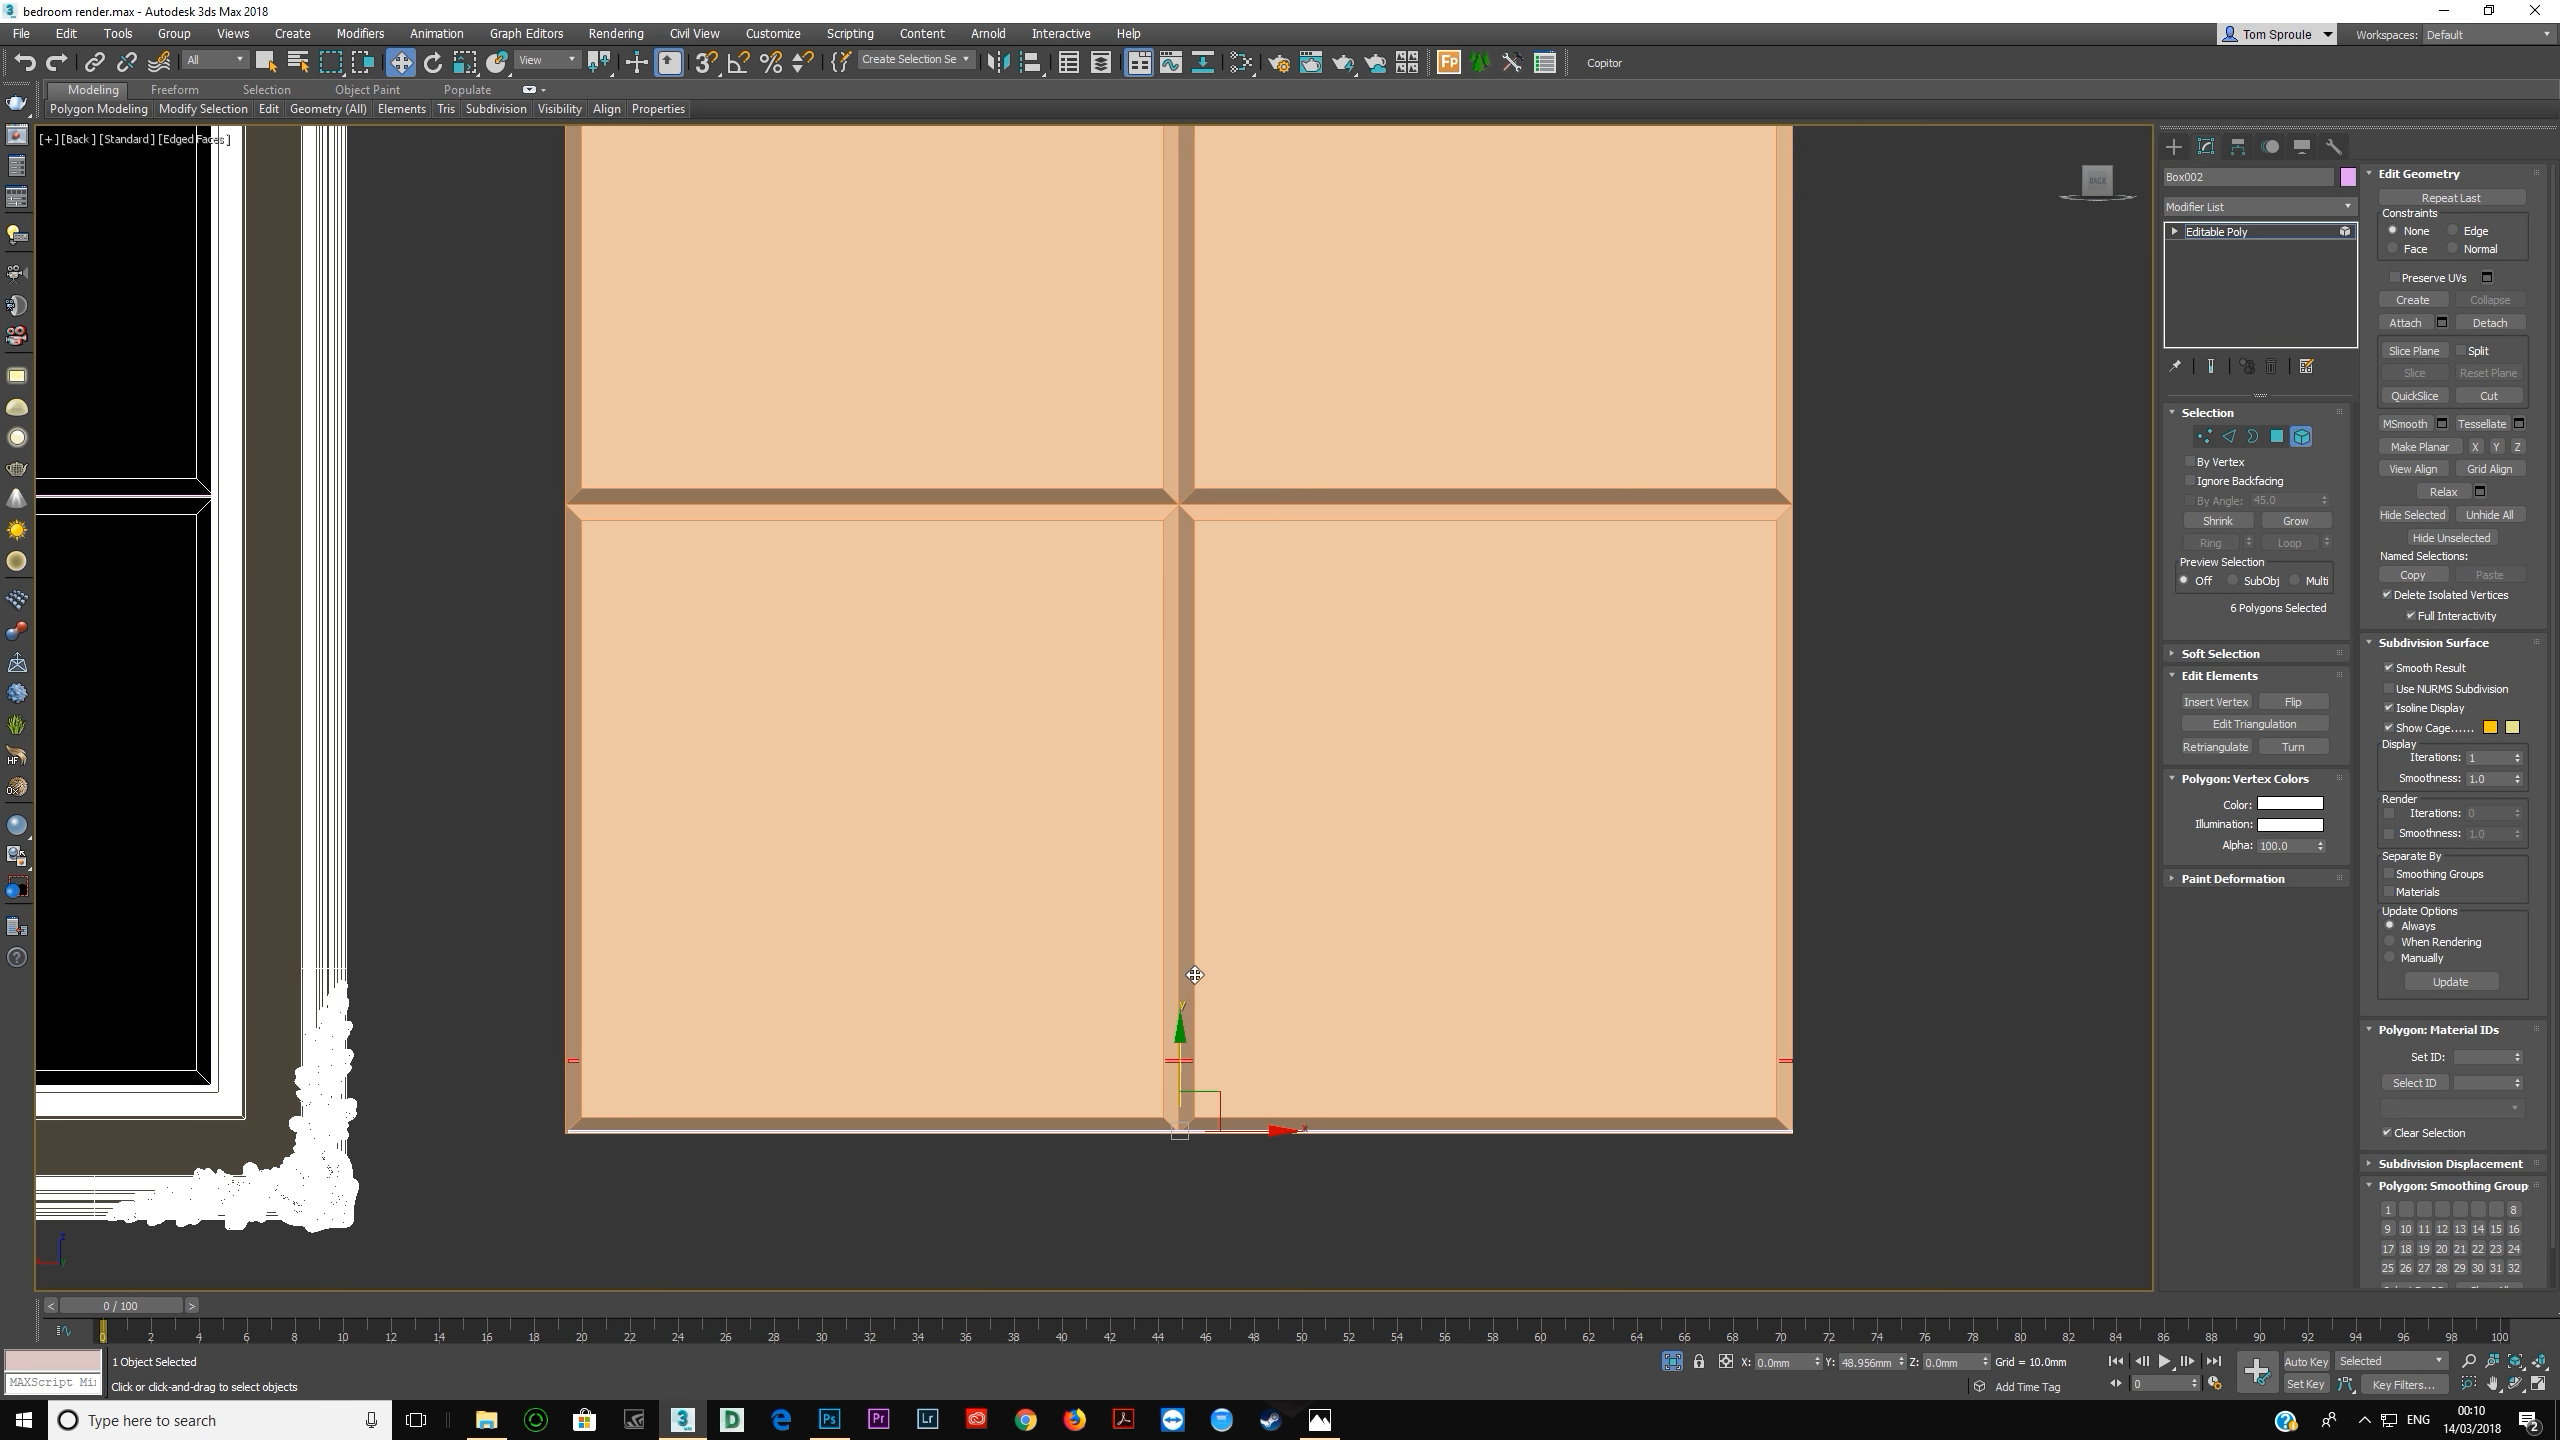 bedroom render.max - Autodesk 3ds Max 2018
File Edit Tools Group Views Create Modifiers Animation Graph Editors Rendering Civil View Customize Scripting Content Arnold Interactive Help
Tom Sproule Workspaces: Default
All View Create Selection Se Fp Copitor
Modeling Freeform Selection Object Paint Populate
Polygon Modeling Modify Selection Edit Geometry (All) Elements Tris Subdivision Visibility Align Properties
[+] [Back ] [Standard ] [Edged Faces ]
BACK
Box002
Modifier List
Editable Poly
Selection
By Vertex
Ignore Backfacing
By Angle: 45.0
Shrink Grow
Ring Loop
Preview Selection
Off SubObj Multi
6 Polygons Selected
Soft Selection
Edit Elements
Insert Vertex Flip
Edit Triangulation
Retriangulate Turn
Polygon: Vertex Colors
Color:
Illumination:
Alpha: 100.0
Paint Deformation
Edit Geometry
Repeat Last
Constraints
None Edge
Face Normal
Preserve UVs
Create Collapse
Attach Detach
Slice Plane Split
Slice Reset Plane
QuickSlice Cut
MSmooth Tessellate
Make Planar X Y Z
View Align Grid Align
Relax
Hide Selected Unhide All
Hide Unselected
Named Selections:
Copy Paste
Delete Isolated Vertices
Full Interactivity
Subdivision Surface
Smooth Result
Use NURMS Subdivision
Isoline Display
Show Cage......
Display
Iterations: 1
Smoothness: 1.0
Render
Iterations: 0
Smoothness: 1.0
Separate By
Smoothing Groups
Materials
Update Options
Always
When Rendering
Manually
Update
Polygon: Material IDs
Set ID:
Select ID
Clear Selection
Subdivision Displacement
Polygon: Smoothing Group
1 8
9 10 11 12 13 14 15 16
17 18 19 20 21 22 23 24
25 26 27 28 29 30 31 32
y
x
z
< 0 / 100 >
0 2 4 6 8 10 12 14 16 18 20 22 24 26 28 30 32 34 36 38 40 42 44 46 48 50 52 54 56 58 60 62 64 66 68 70 72 74 76 78 80 82 84 86 88 90 92 94 96 98 100
1 Object Selected
X: 0.0mm Y: 48.956mm Z: 0.0mm Grid = 10.0mm
Auto Key Selected
MAXScript Mi
Click or click-and-drag to select objects
Add Time Tag
0
Set Key Key Filters...
Type here to search
Ps Pr Lr
ENG
00:10
14/03/2018
2